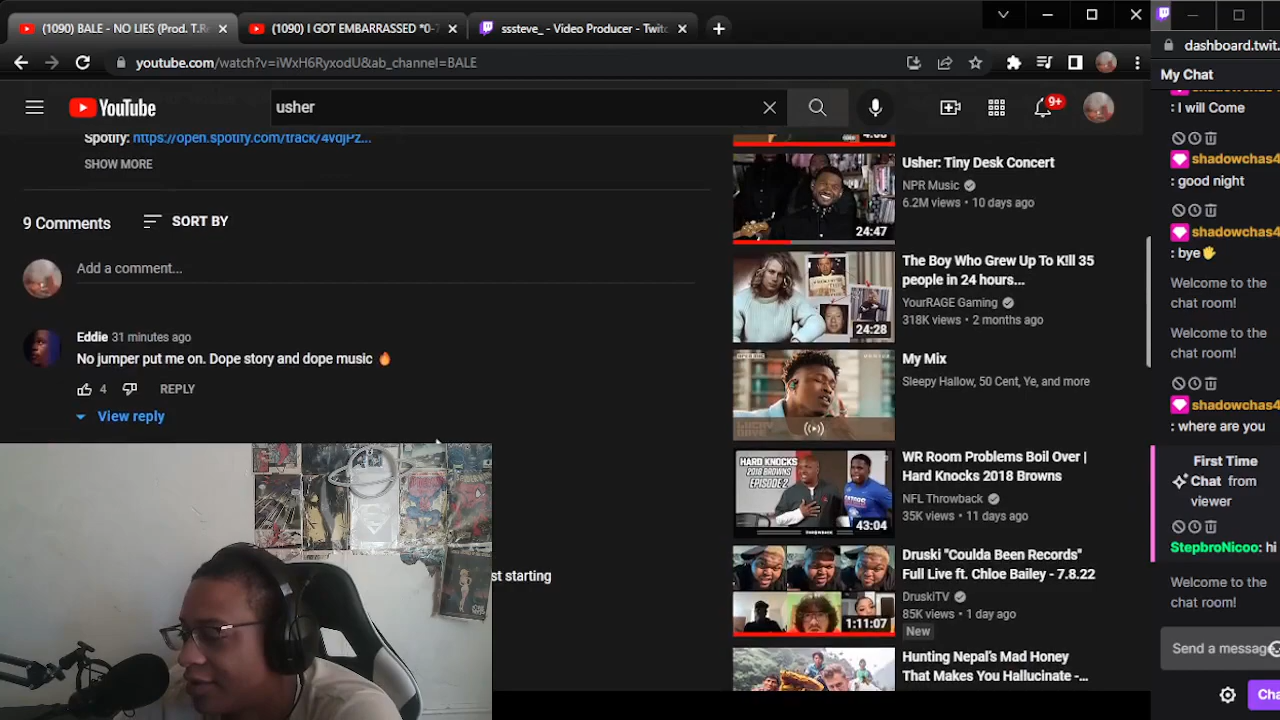 (1090) BALE - NO LIES (Prod. T.R
(1090) I GOT EMBARRASSED *0-7
ssteve_ - Video Producer - Twitc
youtube.com/watch?v=iWxH6RyxodU&ab_channel=BALE
YouTube
usher
9+
Spotify: https://open.spotify.com/track/4vdjPz...
SHOW MORE
9 Comments
SORT BY
Add a comment...
Eddie 31 minutes ago
No jumper put me on. Dope story and dope music 🔥
4
REPLY
View reply
st starting
Usher: Tiny Desk Concert
NPR Music
6.2M views • 10 days ago
24:47
The Boy Who Grew Up To K!ll 35
people in 24 hours...
YourRAGE Gaming
318K views • 2 months ago
24:28
My Mix
Sleepy Hallow, 50 Cent, Ye, and more
WR Room Problems Boil Over |
Hard Knocks 2018 Browns
NFL Throwback
35K views • 11 days ago
HARD KNOCKS
2018 BROWNS
EPISODE 2
43:04
Druski "Coulda Been Records"
Full Live ft. Chloe Bailey - 7.8.22
DruskiTV
85K views • 1 day ago
New
1:11:07
Hunting Nepal's Mad Honey
That Makes You Hallucinate -...
dashboard.twit
My Chat
: I will Come
shadowchas4
: good night
shadowchas4
: bye👋
Welcome to the
chat room!
Welcome to the
chat room!
shadowchas4
: where are you
First Time
Chat from
viewer
StepbroNicoo: hi
Welcome to the
chat room!
Send a message
Cha